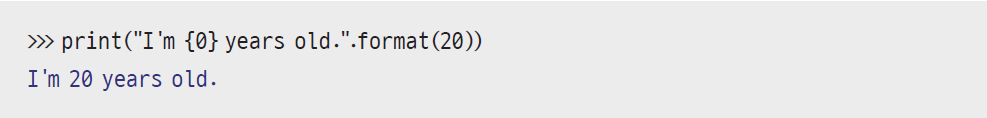 >>> print("I'm {0} years old.".format(20))
I'm 20 years old.